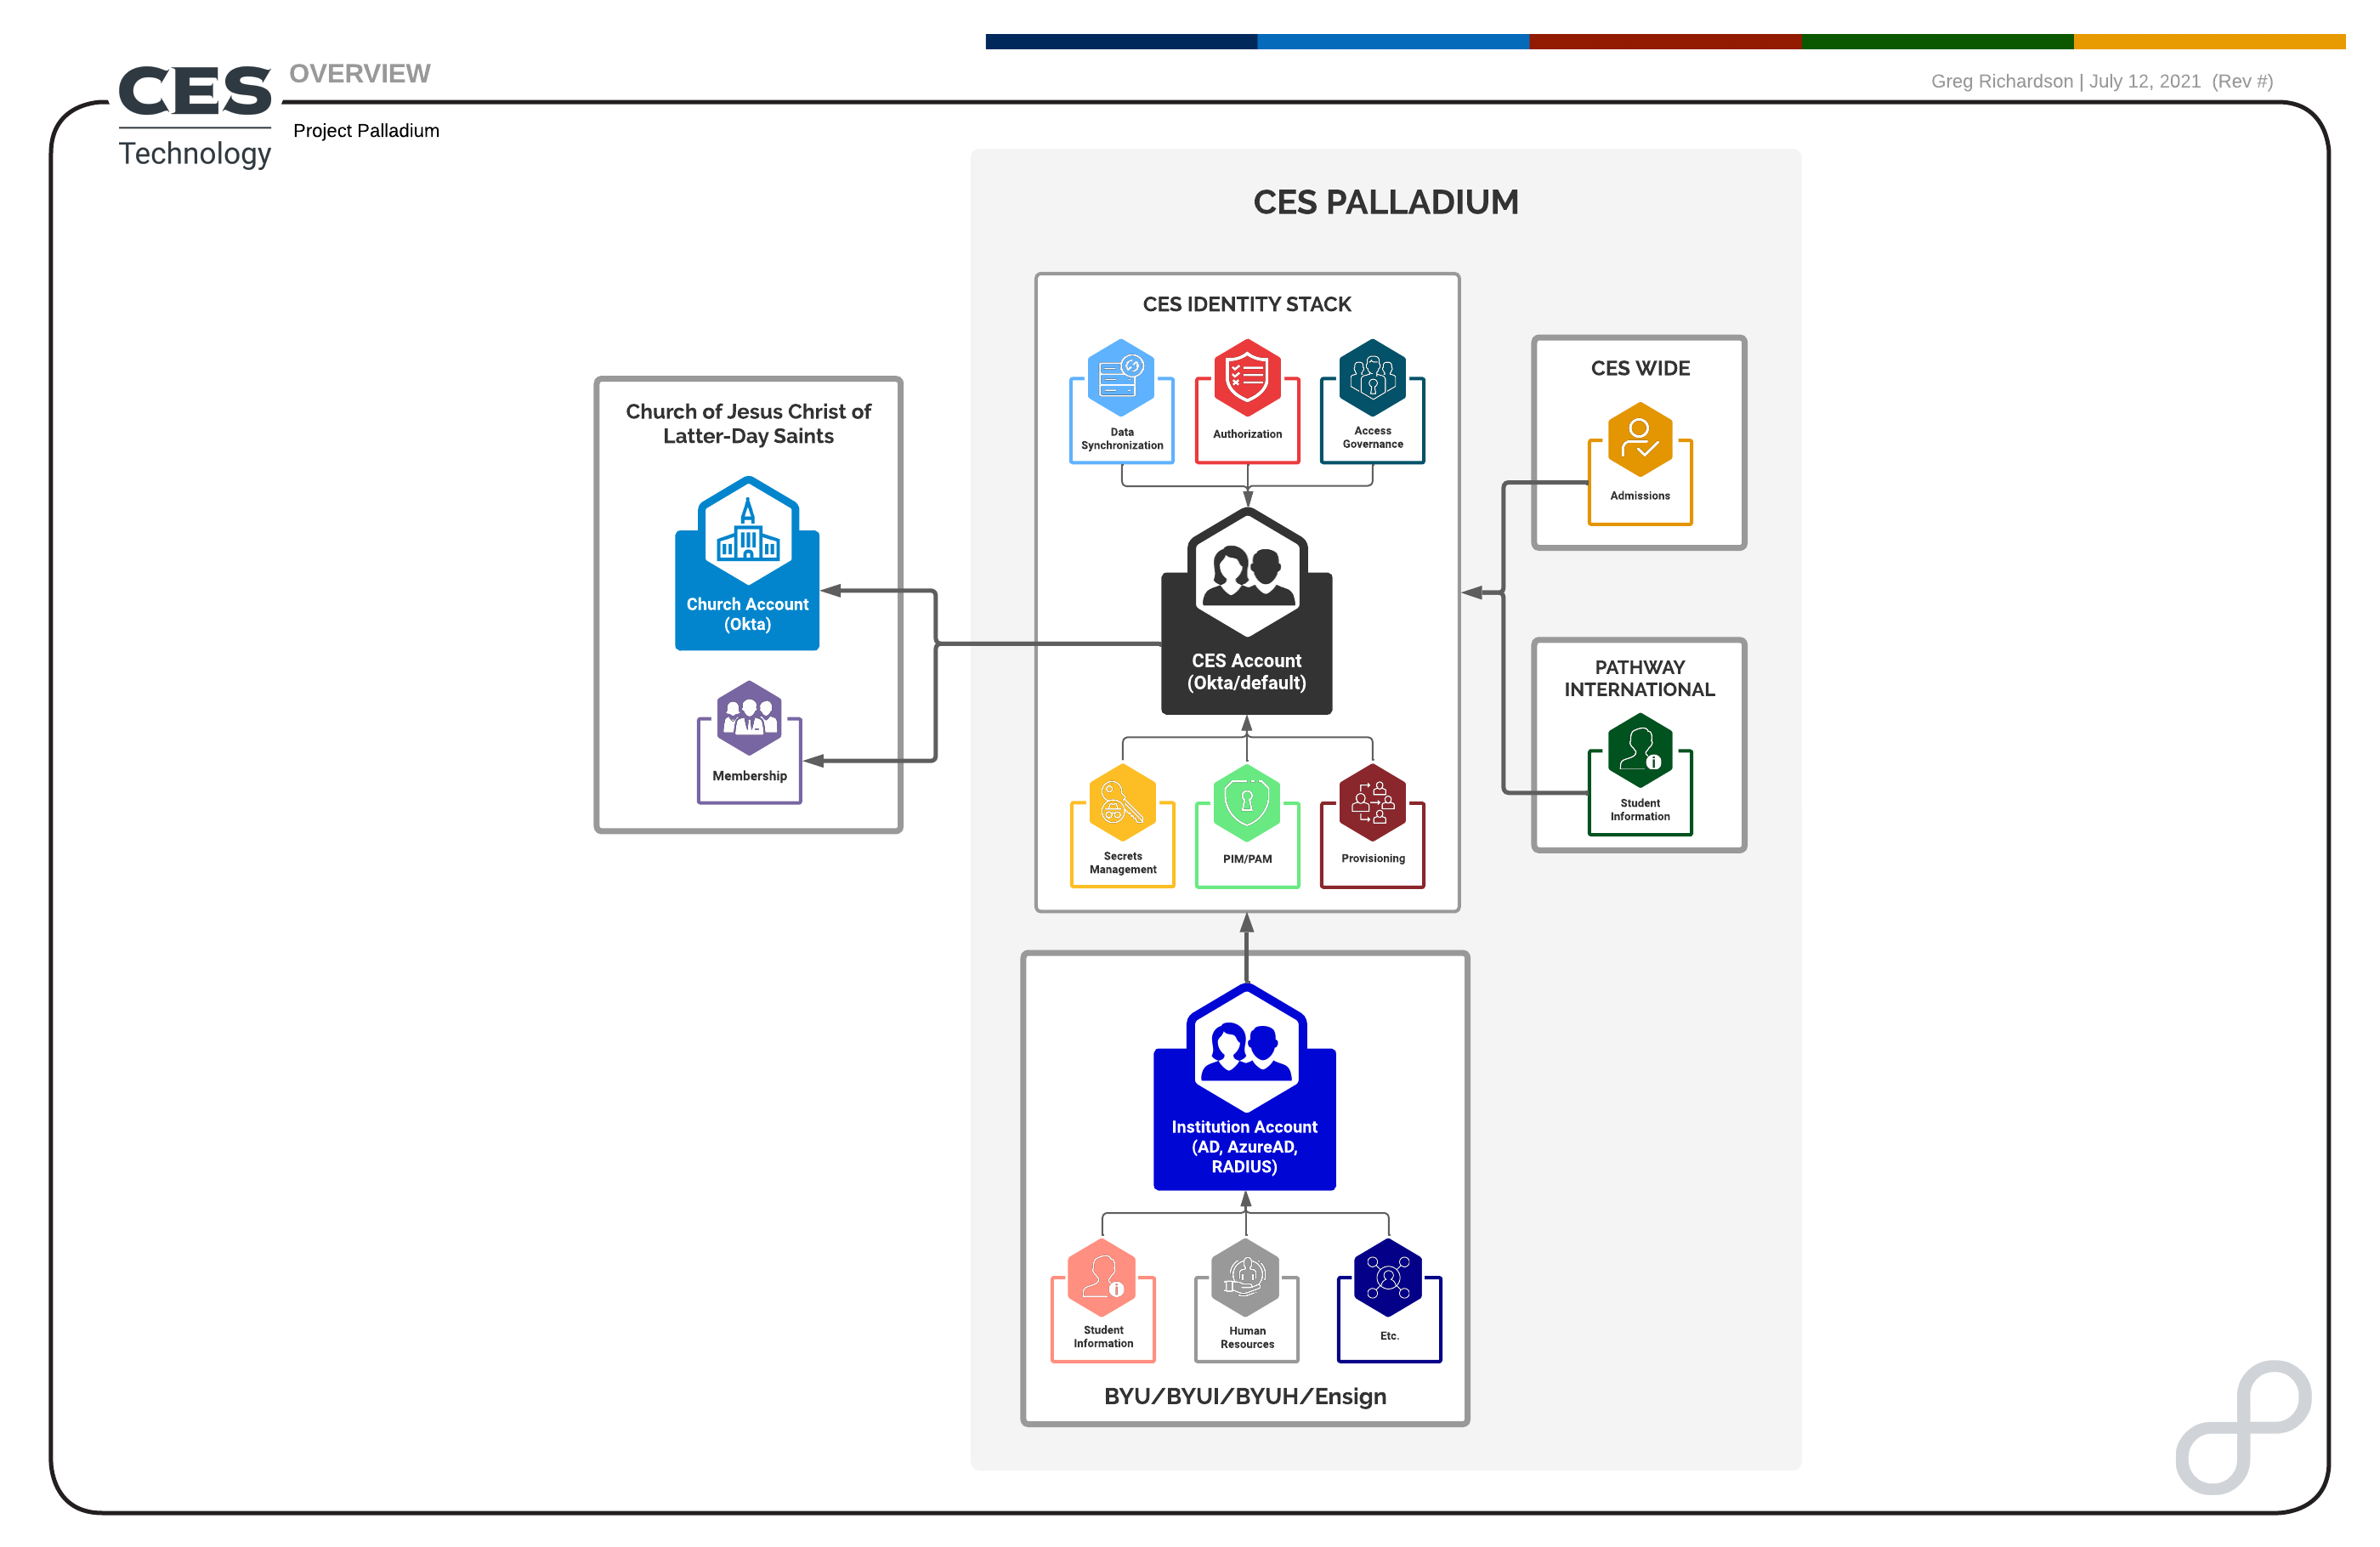 CES
Technology
OVERVIEW
Project Palladium
Greg Richardson | July 12, 2021 (Rev #)
CES PALLADIUM
CES IDENTITY STACK
Data
Synchronization
Authorization
Access
Governance
CES Account
(Okta/default)
Secrets
Management
PIM/PAM
Provisioning
Church of Jesus Christ of
Latter-Day Saints
Church Account
(Okta)
Membership
CES WIDE
Admissions
PATHWAY
INTERNATIONAL
Student
Information
Institution Account
(AD, AzureAD,
RADIUS)
Student
Information
Human
Resources
Etc.
BYU/BYUI/BYUH/Ensign